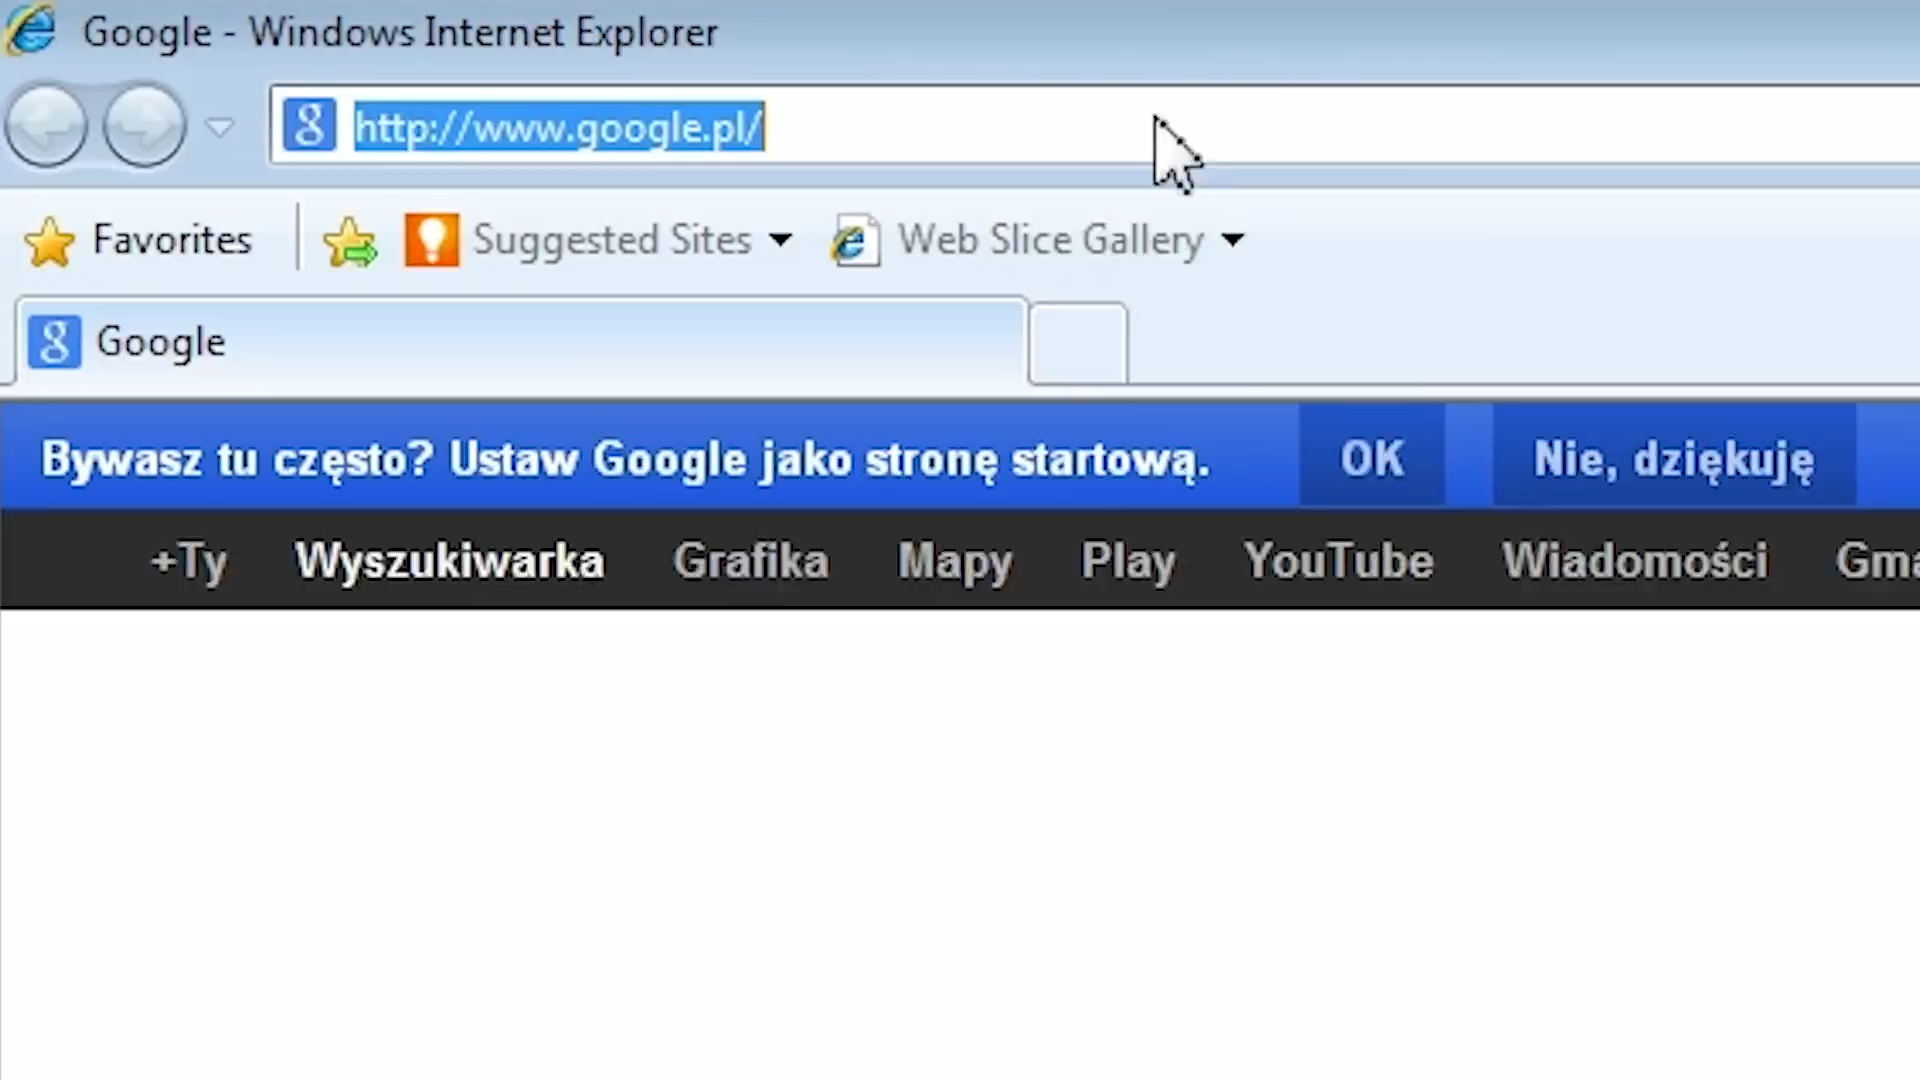 Google - Windows Internet Explorer
http://www.google.pl/
Favorites Suggested Sites Web Slice Gallery
Google
Bywasz tu często? Ustaw Google jako stronę startową. OK Nie, dziękuję
+Ty Wyszukiwarka Grafika Mapy Play YouTube Wiadomości Gma